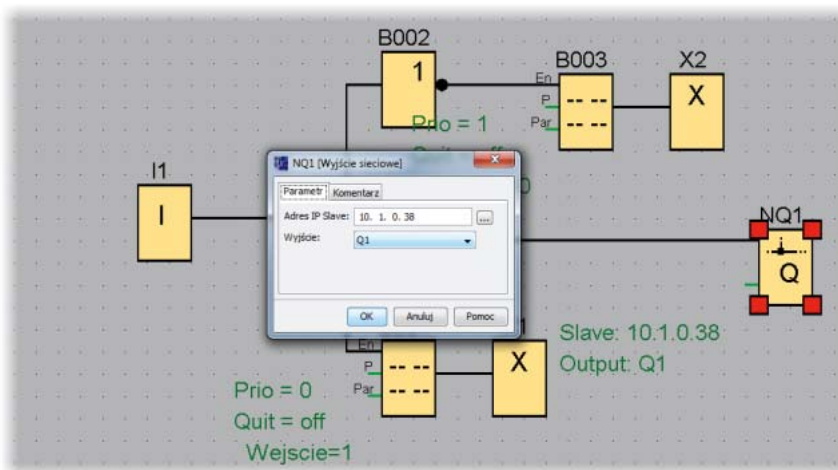 B002
1
B003
En
P
Par
X2
X
Prio = 1
I1
I
NQ1 [Wyjście sieciowe]
Parametr Komentarz
Adres IP Slave: 10. 1. 0. 38 ...
Wyjście: Q1
OK Anuluj Pomoc
NQ1
Q
Slave: 10.1.0.38
Output: Q1
En
P
Par
X
Prio = 0
Quit = off
Wejscie=1